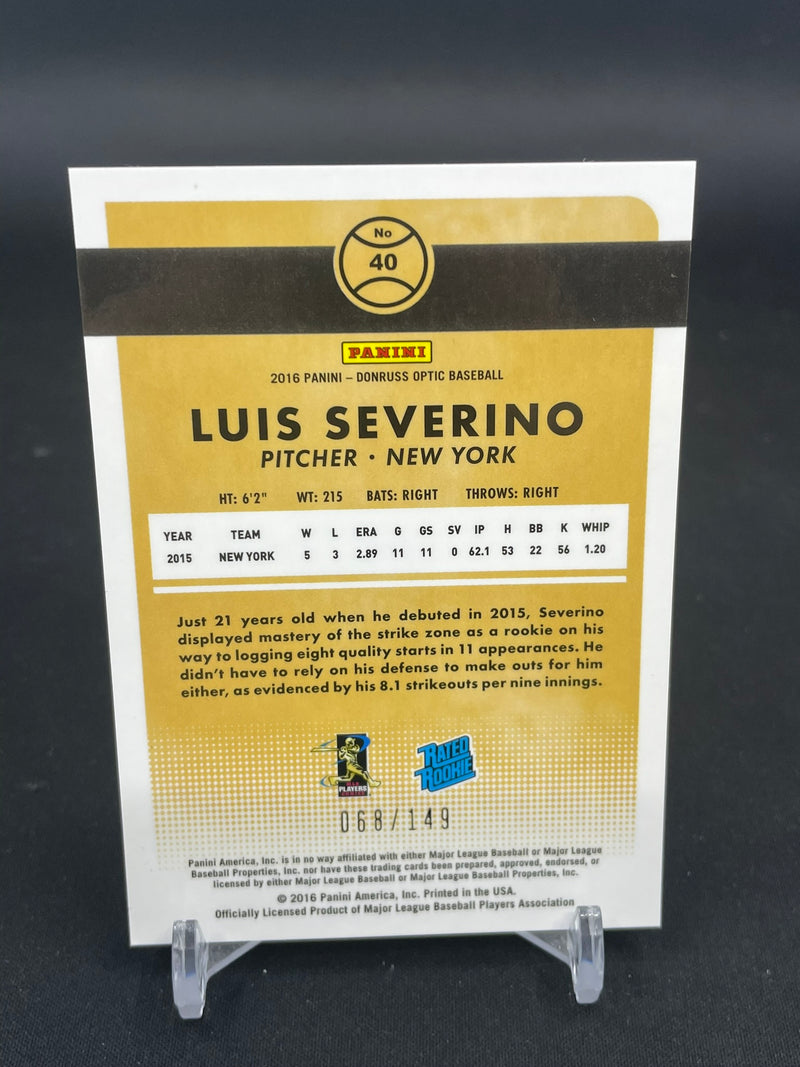 No
40
PANINI
2016 PANINI – DONRUSS OPTIC BASEBALL
LUIS SEVERINO
PITCHER • NEW YORK
HT: 6'2" WT: 215 BATS: RIGHT THROWS: RIGHT
YEAR TEAM W L ERA G GS SV IP H BB K WHIP
2015 NEW YORK 5 3 2.89 11 11 0 62.1 53 22 56 1.20
Just 21 years old when he debuted in 2015, Severino
displayed mastery of the strike zone as a rookie on his
way to logging eight quality starts in 11 appearances. He
didn't have to rely on his defense to make outs for him
either, as evidenced by his 8.1 strikeouts per nine innings.
PLAYERS
RATED
ROOKIE
068/149
Panini America, Inc. is in no way affiliated with either Major League Baseball or Major League
Baseball Properties, Inc. nor have these trading cards been prepared, approved, endorsed, or
licensed by either Major League Baseball or Major League Baseball Properties, Inc.
© 2016 Panini America, Inc. Printed in the USA.
Officially Licensed Product of Major League Baseball Players Association